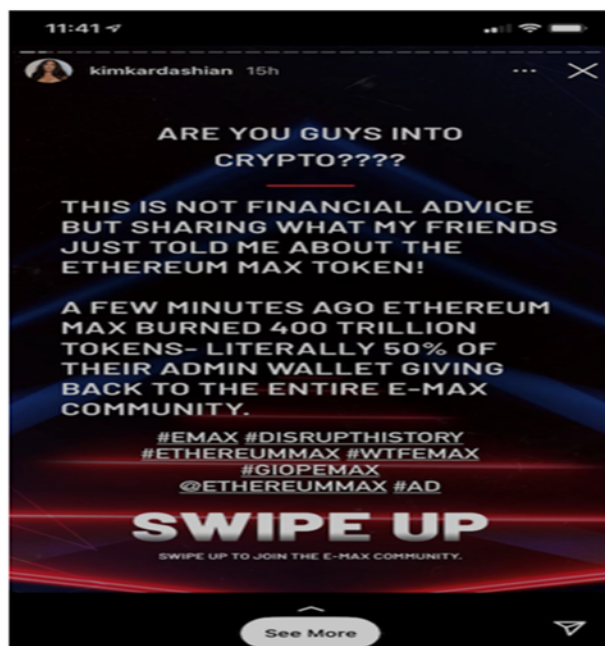 11:41
kimkardashian 15h
ARE YOU GUYS INTO
CRYPTO????
THIS IS NOT FINANCIAL ADVICE
BUT SHARING WHAT MY FRIENDS
JUST TOLD ME ABOUT THE
ETHEREUM MAX TOKEN!
A FEW MINUTES AGO ETHEREUM
MAX BURNED 400 TRILLION
TOKENS- LITERALLY 50% OF
THEIR ADMIN WALLET GIVING
BACK TO THE ENTIRE E-MAX
COMMUNITY.
#EMAX #DISRUPTHISTORY
#ETHEREUMMAX #WTFEMAX
#GIOPEMAX
@ETHEREUMMAX #AD
SWIPE UP
SWIPE UP TO JOIN THE E-MAX COMMUNITY.
See More